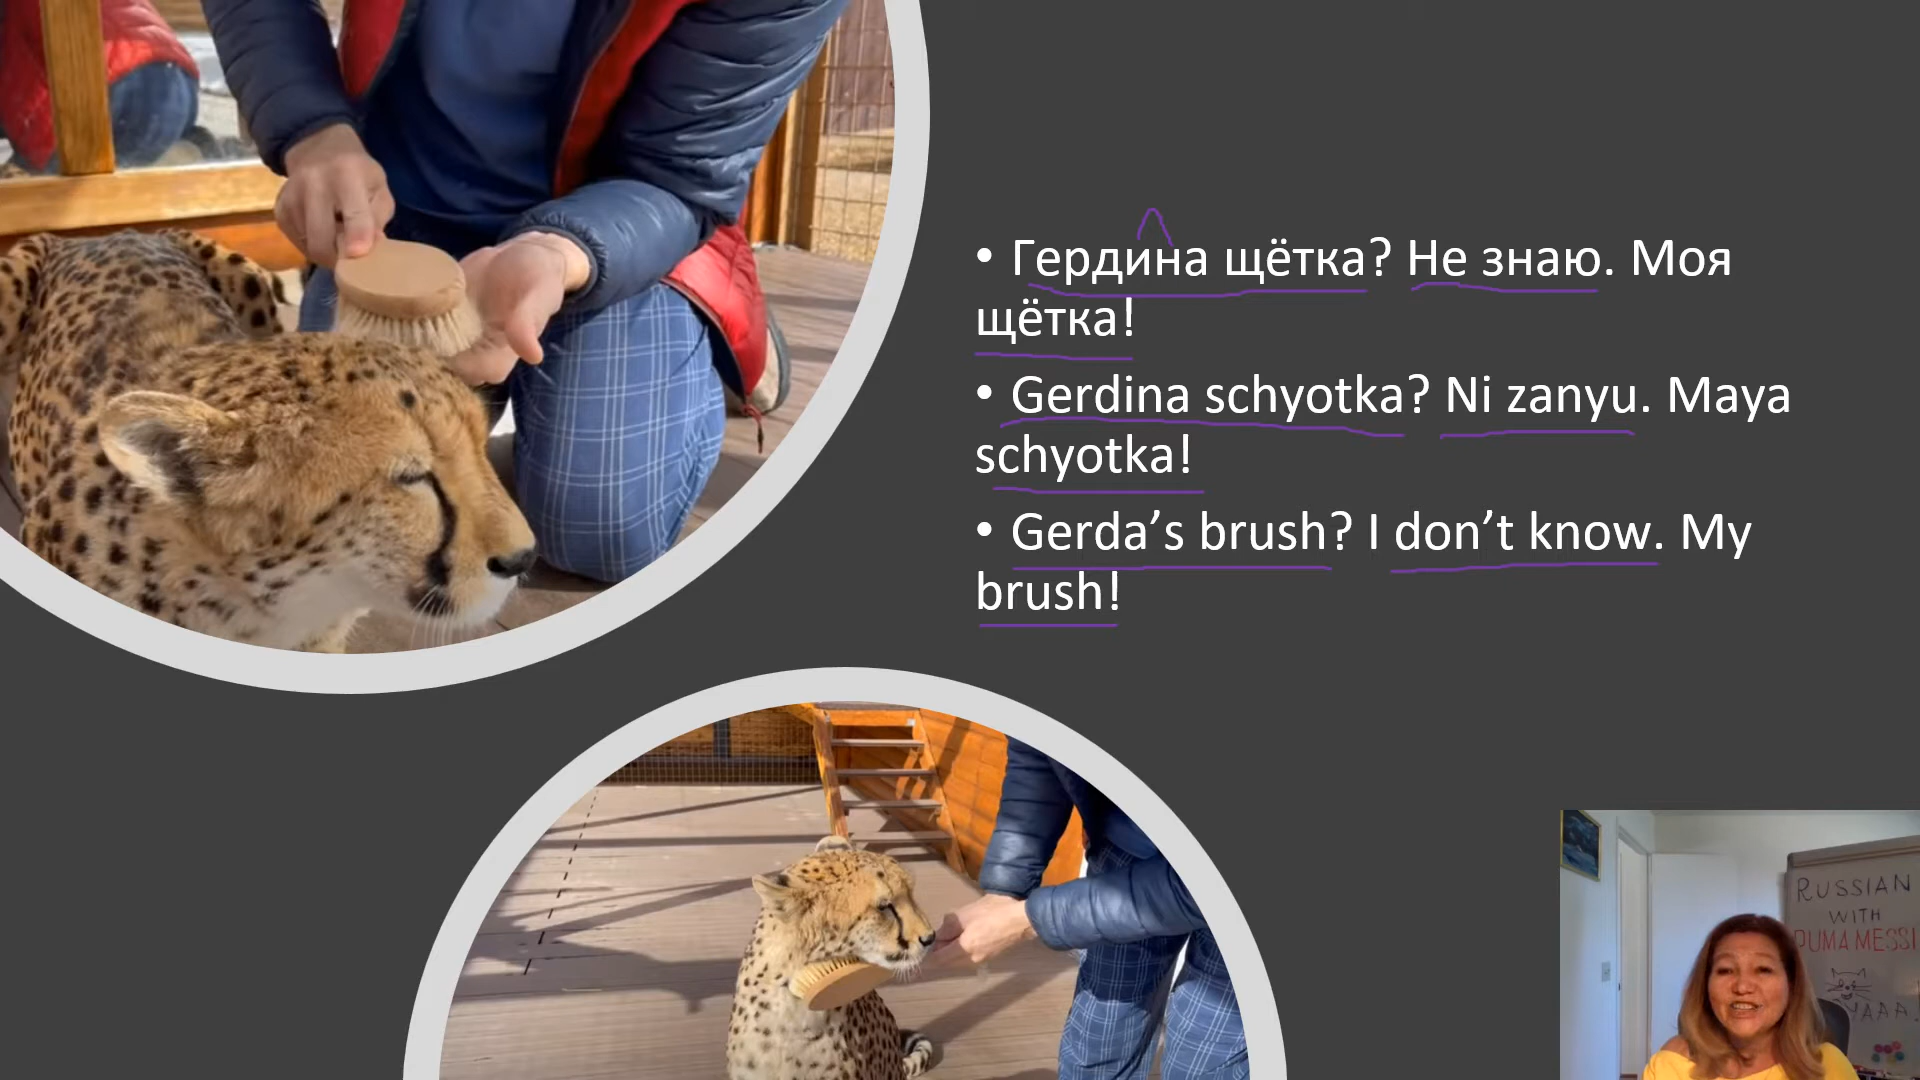 • Гердина щётка? Не знаю. Моя
щётка!
• Gerdina schyotka? Ni zanyu. Maya
schyotka!
• Gerda’s brush? I don’t know. My
brush!
RUSSIAN
WITH
PUMA MESSI